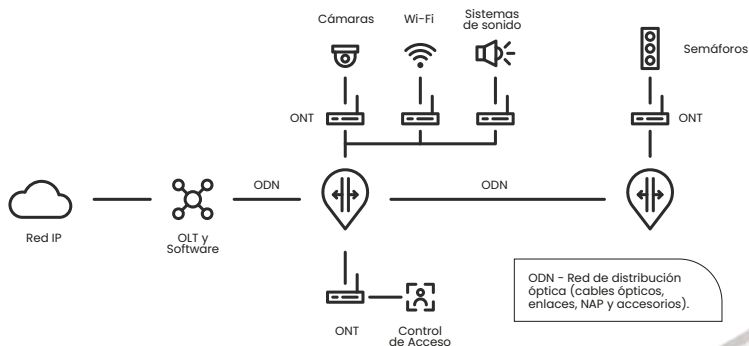 Cámaras
Wi-Fi
Sistemas
de sonido
Semáforos
ONT
ONT
ODN
ODN
Red IP
OLT y
Software
ODN - Red de distribución
óptica (cables ópticos,
enlaces, NAP y accesorios).
ONT
Control
de Acceso